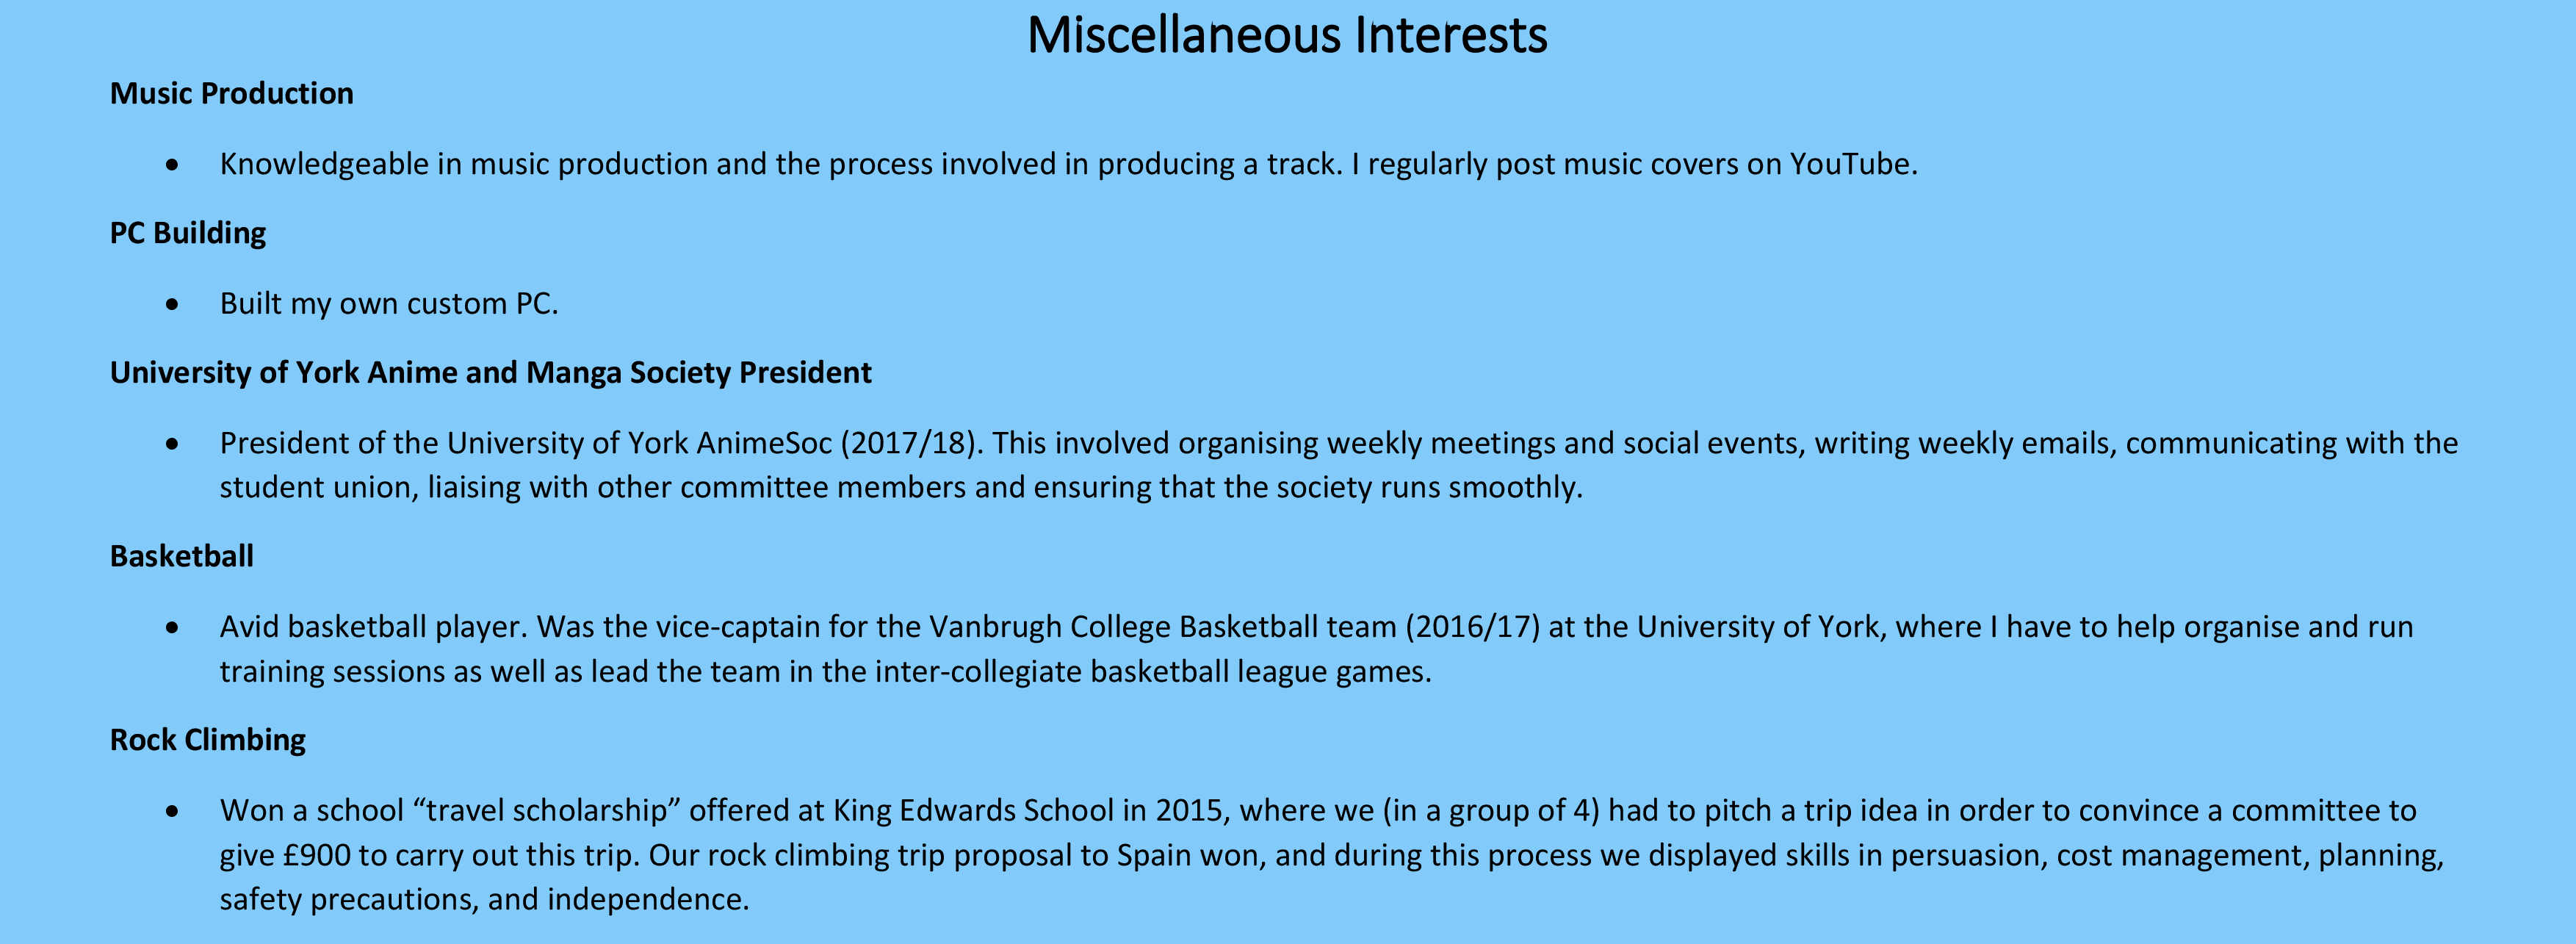 Miscellaneous Interests
Music Production
• Knowledgeable in music production and the process involved in producing a track. I regularly post music covers on YouTube.
PC Building
• Built my own custom PC.
University of York Anime and Manga Society President
• President of the University of York AnimeSoc (2017/18). This involved organising weekly meetings and social events, writing weekly emails, communicating with the
student union, liaising with other committee members and ensuring that the society runs smoothly.
Basketball
• Avid basketball player. Was the vice-captain for the Vanbrugh College Basketball team (2016/17) at the University of York, where I have to help organise and run
training sessions as well as lead the team in the inter-collegiate basketball league games.
Rock Climbing
• Won a school “travel scholarship” offered at King Edwards School in 2015, where we (in a group of 4) had to pitch a trip idea in order to convince a committee to
give £900 to carry out this trip. Our rock climbing trip proposal to Spain won, and during this process we displayed skills in persuasion, cost management, planning,
safety precautions, and independence.